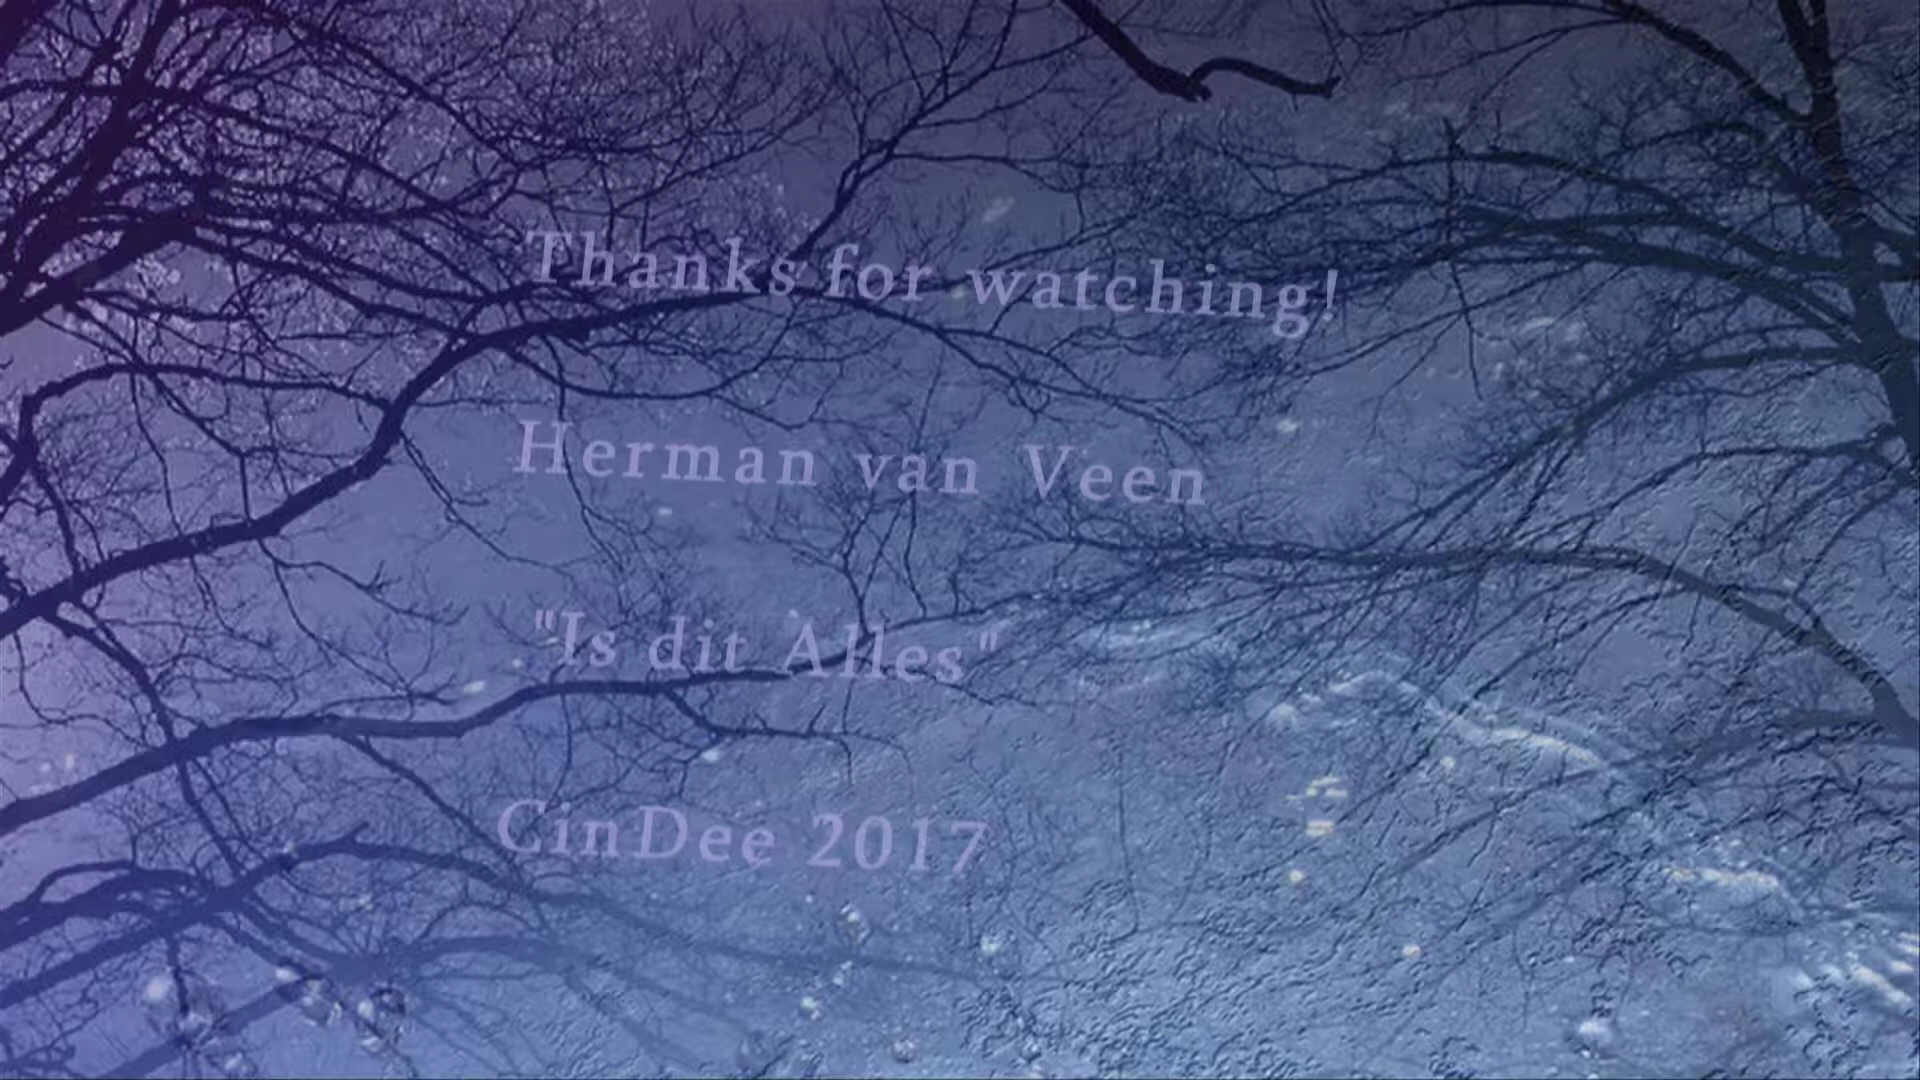 Thanks for watching!
Herman van Veen
"Is dit Alles"
CinDee 2017